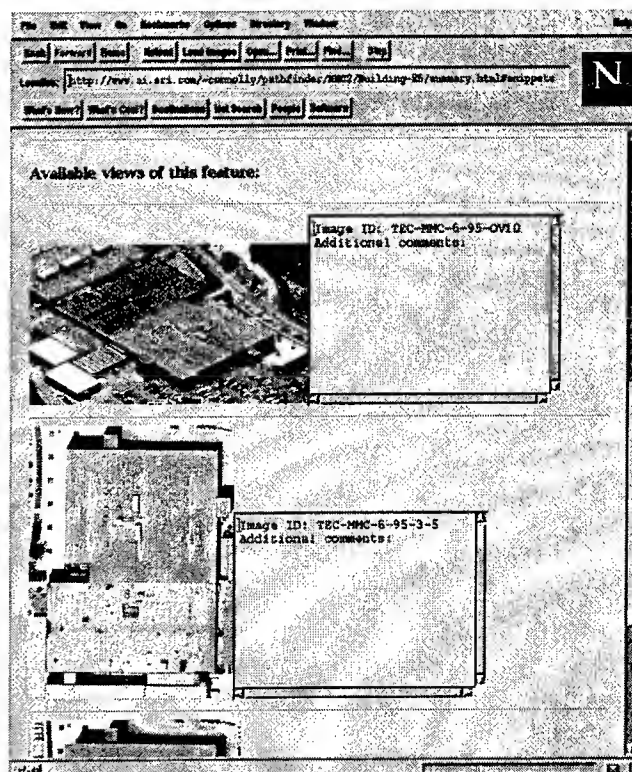 File Edit View Go Bookmarks Options Directory Window Help
Back Forward Home Reload Load Images Open... Print... Find... Stop
Location: http://www.ai.sri.com/~connolly/pathfinder/MMC2/Building-25/summary.html#snippets
N
What's New? What's Cool? Destinations Net Search People Software
Available views of this feature:
Image ID: TEC-MMC-6-95-OV10
Additional comments:
Image ID: TEC-MMC-6-95-3-5
Additional comments: